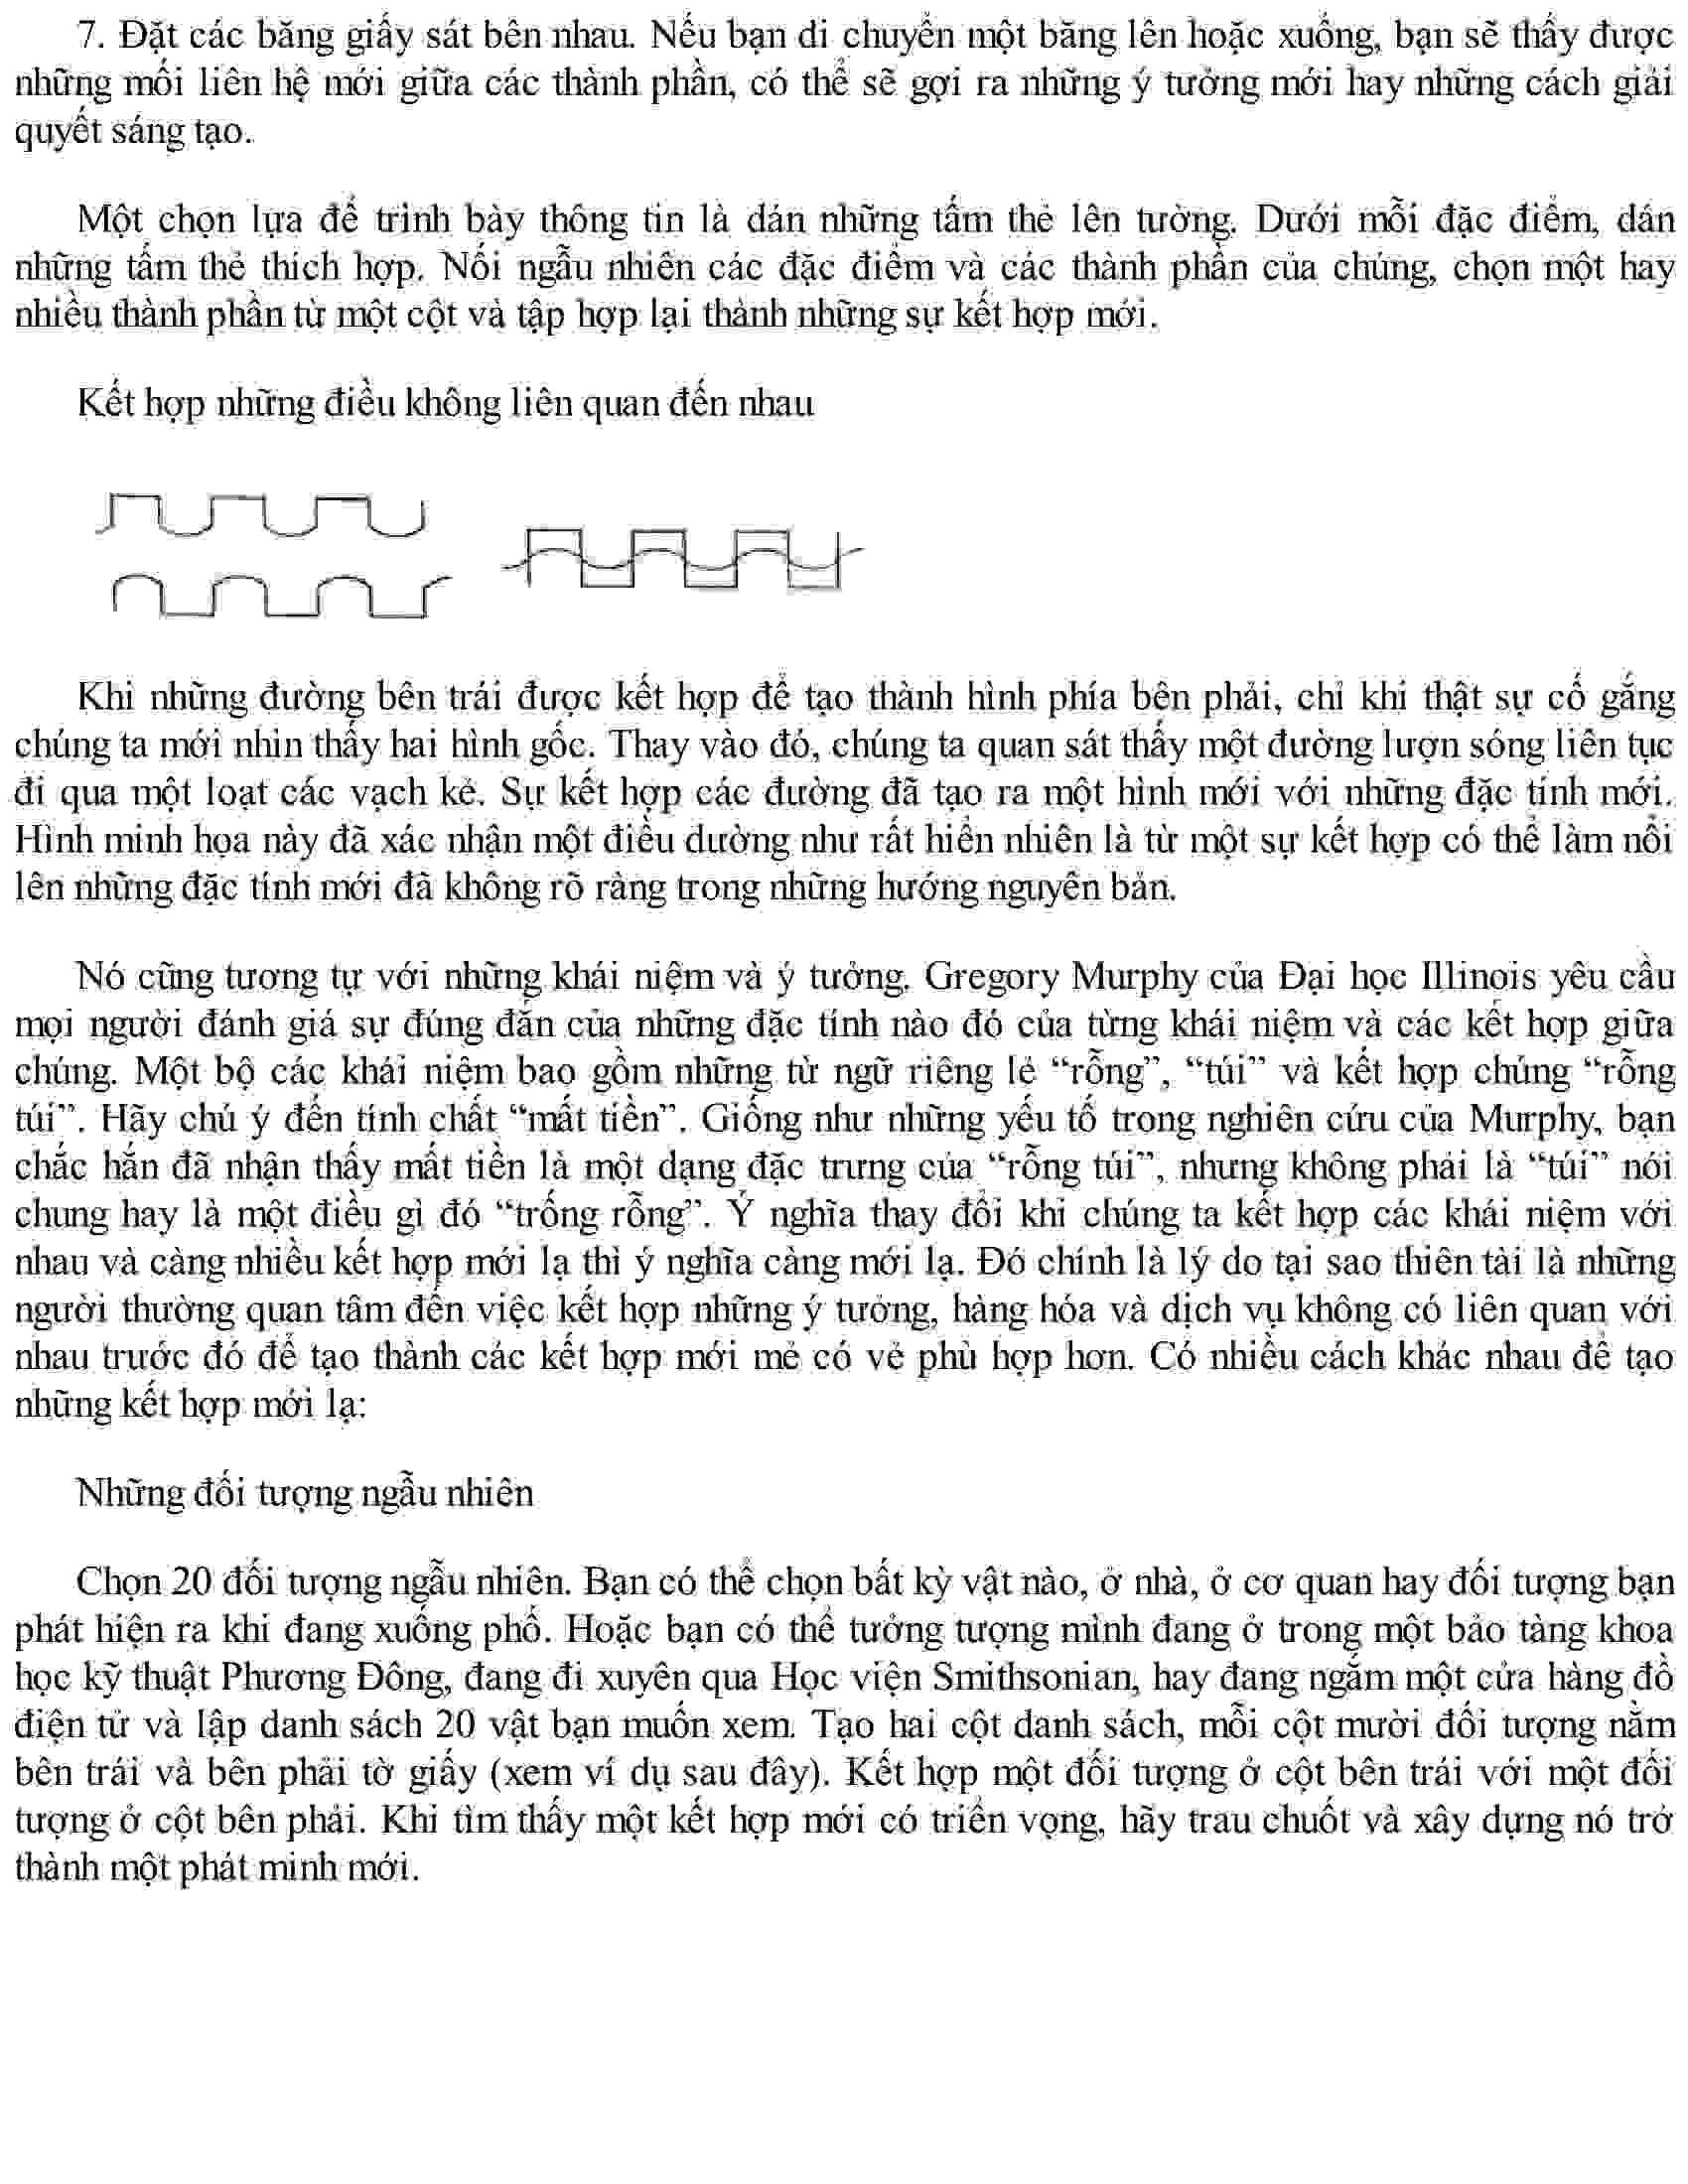 7. Đặt các băng giấy sát bên nhau. Nếu bạn di chuyển một băng lên hoặc xuống, bạn sẽ thấy được
những mối liên hệ mới giữa các thành phần, có thể sẽ gợi ra những ý tưởng mới hay những cách giải
quyết sáng tạo.
Một chọn lựa để trình bày thông tin là dán những tấm thẻ lên tường. Dưới mỗi đặc điểm, dán
những tấm thẻ thích hợp. Nối ngẫu nhiên các đặc điểm và các thành phần của chúng, chọn một hay
nhiều thành phần từ một cột và tập hợp lại thành những sự kết hợp mới.
Kết hợp những điều không liên quan đến nhau
Khi những đường bên trái được kết hợp để tạo thành hình phía bên phải, chỉ khi thật sự cố gắng
chúng ta mới nhìn thấy hai hình gốc. Thay vào đó, chúng ta quan sát thấy một đường lượn sóng liên tục
đi qua một loạt các vạch kẻ. Sự kết hợp các đường đã tạo ra một hình mới với những đặc tính mới.
Hình minh họa này đã xác nhận một điều dường như rất hiển nhiên là từ một sự kết hợp có thể làm nổi
lên những đặc tính mới đã không rõ ràng trong những hướng nguyên bản.
Nó cũng tương tự với những khái niệm và ý tưởng. Gregory Murphy của Đại học Illinois yêu cầu
mọi người đánh giá sự đúng đắn của những đặc tính nào đó của từng khái niệm và các kết hợp giữa
chúng. Một bộ các khái niệm bao gồm những từ ngữ riêng lẻ “rỗng”, “túi” và kết hợp chúng “rỗng
túi”. Hãy chú ý đến tính chất “mất tiền”. Giống như những yếu tố trong nghiên cứu của Murphy, bạn
chắc hẳn đã nhận thấy mất tiền là một dạng đặc trưng của “rỗng túi”, nhưng không phải là “túi” nói
chung hay là một điều gì đó “trống rỗng”. Ý nghĩa thay đổi khi chúng ta kết hợp các khái niệm với
nhau và càng nhiều kết hợp mới lạ thì ý nghĩa càng mới lạ. Đó chính là lý do tại sao thiên tài là những
người thường quan tâm đến việc kết hợp những ý tưởng, hàng hóa và dịch vụ không có liên quan với
nhau trước đó để tạo thành các kết hợp mới mẻ có vẻ phù hợp hơn. Có nhiều cách khác nhau để tạo
những kết hợp mới lạ:
Những đối tượng ngẫu nhiên
Chọn 20 đối tượng ngẫu nhiên. Bạn có thể chọn bất kỳ vật nào, ở nhà, ở cơ quan hay đối tượng bạn
phát hiện ra khi đang xuống phố. Hoặc bạn có thể tưởng tượng mình đang ở trong một bảo tàng khoa
học kỹ thuật Phương Đông, đang đi xuyên qua Học viện Smithsonian, hay đang ngắm một cửa hàng đồ
điện tử và lập danh sách 20 vật bạn muốn xem. Tạo hai cột danh sách, mỗi cột mười đối tượng nằm
bên trái và bên phải tờ giấy (xem ví dụ sau đây). Kết hợp một đối tượng ở cột bên trái với một đối
tượng ở cột bên phải. Khi tìm thấy một kết hợp mới có triển vọng, hãy trau chuốt và xây dựng nó trở
thành một phát minh mới.